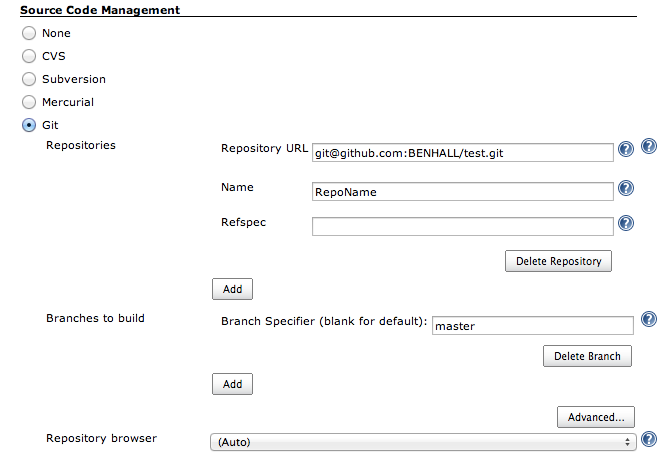 Source Code Management
None
CVS
Subversion
Mercurial
Git
Repositories
Repository URL git@github.com:BENHALL/test.git
Name RepoName
Refspec
Delete Repository
Add
Branches to build
Branch Specifier (blank for default): master
Delete Branch
Add
Advanced...
Repository browser (Auto)